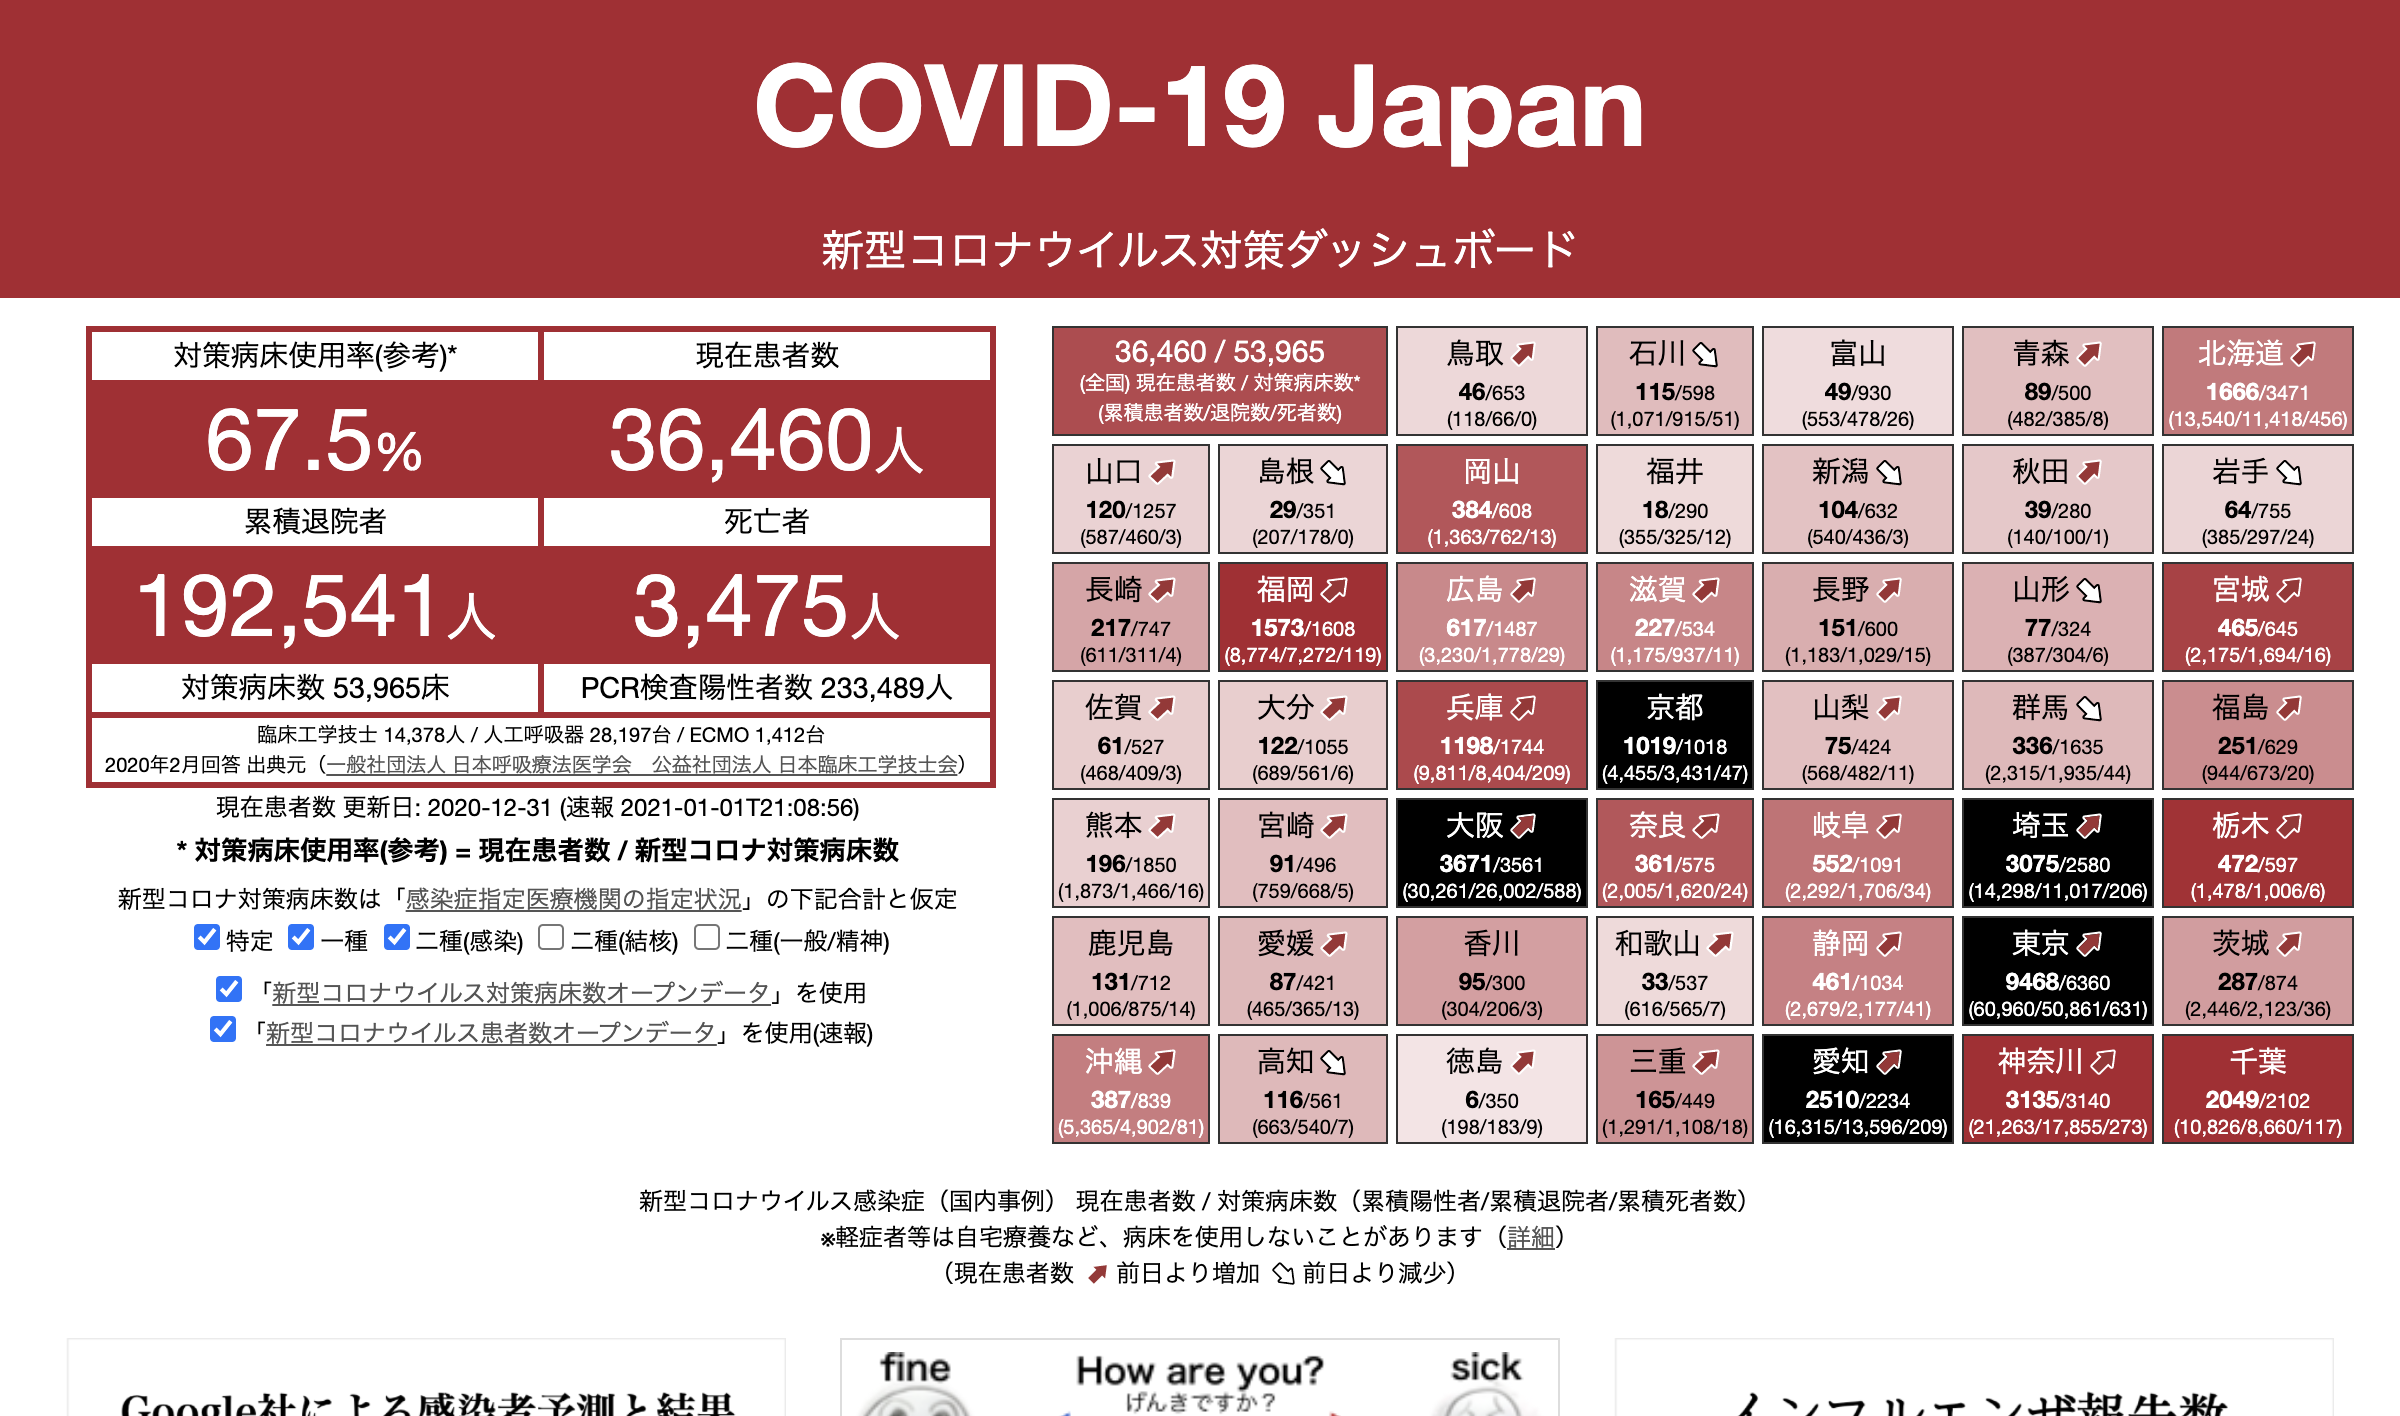 COVID-19 Japan
新型コロナウイルス対策ダッシュボード
対策病床使用率(参考)*
現在患者数
67.5%
36,460人
累積退院者
死亡者
192,541人
3,475人
対策病床数 53,965床
PCR検査陽性者数 233,489人
臨床工学技士 14,378人 / 人工呼吸器 28,197台 / ECMO 1,412台
2020年2月回答 出典元（一般社団法人 日本呼吸療法医学会　公益社団法人 日本臨床工学技士会）
現在患者数 更新日: 2020-12-31 (速報 2021-01-01T21:08:56)
* 対策病床使用率(参考) = 現在患者数 / 新型コロナ対策病床数
新型コロナ対策病床数は「感染症指定医療機関の指定状況」の下記合計と仮定
特定 一種 二種(感染) 二種(結核) 二種(一般/精神)
「新型コロナウイルス対策病床数オープンデータ」を使用
「新型コロナウイルス患者数オープンデータ」を使用(速報)
36,460 / 53,965
(全国) 現在患者数 / 対策病床数*
(累積患者数/退院数/死者数)
鳥取
46/653
(118/66/0)
石川
115/598
(1,071/915/51)
富山
49/930
(553/478/26)
青森
89/500
(482/385/8)
北海道
1666/3471
(13,540/11,418/456)
山口
120/1257
(587/460/3)
島根
29/351
(207/178/0)
岡山
384/608
(1,363/762/13)
福井
18/290
(355/325/12)
新潟
104/632
(540/436/3)
秋田
39/280
(140/100/1)
岩手
64/755
(385/297/24)
長崎
217/747
(611/311/4)
福岡
1573/1608
(8,774/7,272/119)
広島
617/1487
(3,230/1,778/29)
滋賀
227/534
(1,175/937/11)
長野
151/600
(1,183/1,029/15)
山形
77/324
(387/304/6)
宮城
465/645
(2,175/1,694/16)
佐賀
61/527
(468/409/3)
大分
122/1055
(689/561/6)
兵庫
1198/1744
(9,811/8,404/209)
京都
1019/1018
(4,455/3,431/47)
山梨
75/424
(568/482/11)
群馬
336/1635
(2,315/1,935/44)
福島
251/629
(944/673/20)
熊本
196/1850
(1,873/1,466/16)
宮崎
91/496
(759/668/5)
大阪
3671/3561
(30,261/26,002/588)
奈良
361/575
(2,005/1,620/24)
岐阜
552/1091
(2,292/1,706/34)
埼玉
3075/2580
(14,298/11,017/206)
栃木
472/597
(1,478/1,006/6)
鹿児島
131/712
(1,006/875/14)
愛媛
87/421
(465/365/13)
香川
95/300
(304/206/3)
和歌山
33/537
(616/565/7)
静岡
461/1034
(2,679/2,177/41)
東京
9468/6360
(60,960/50,861/631)
茨城
287/874
(2,446/2,123/36)
沖縄
387/839
(5,365/4,902/81)
高知
116/561
(663/540/7)
徳島
6/350
(198/183/9)
三重
165/449
(1,291/1,108/18)
愛知
2510/2234
(16,315/13,596/209)
神奈川
3135/3140
(21,263/17,855/273)
千葉
2049/2102
(10,826/8,660/117)
新型コロナウイルス感染症（国内事例） 現在患者数 / 対策病床数（累積陽性者/累積退院者/累積死者数）
※軽症者等は自宅療養など、病床を使用しないことがあります（詳細）
（現在患者数 前日より増加 前日より減少）
Google社による感染者予測と結果
fine
How are you?
sick
げんきですか？
インフルエンザ報告数